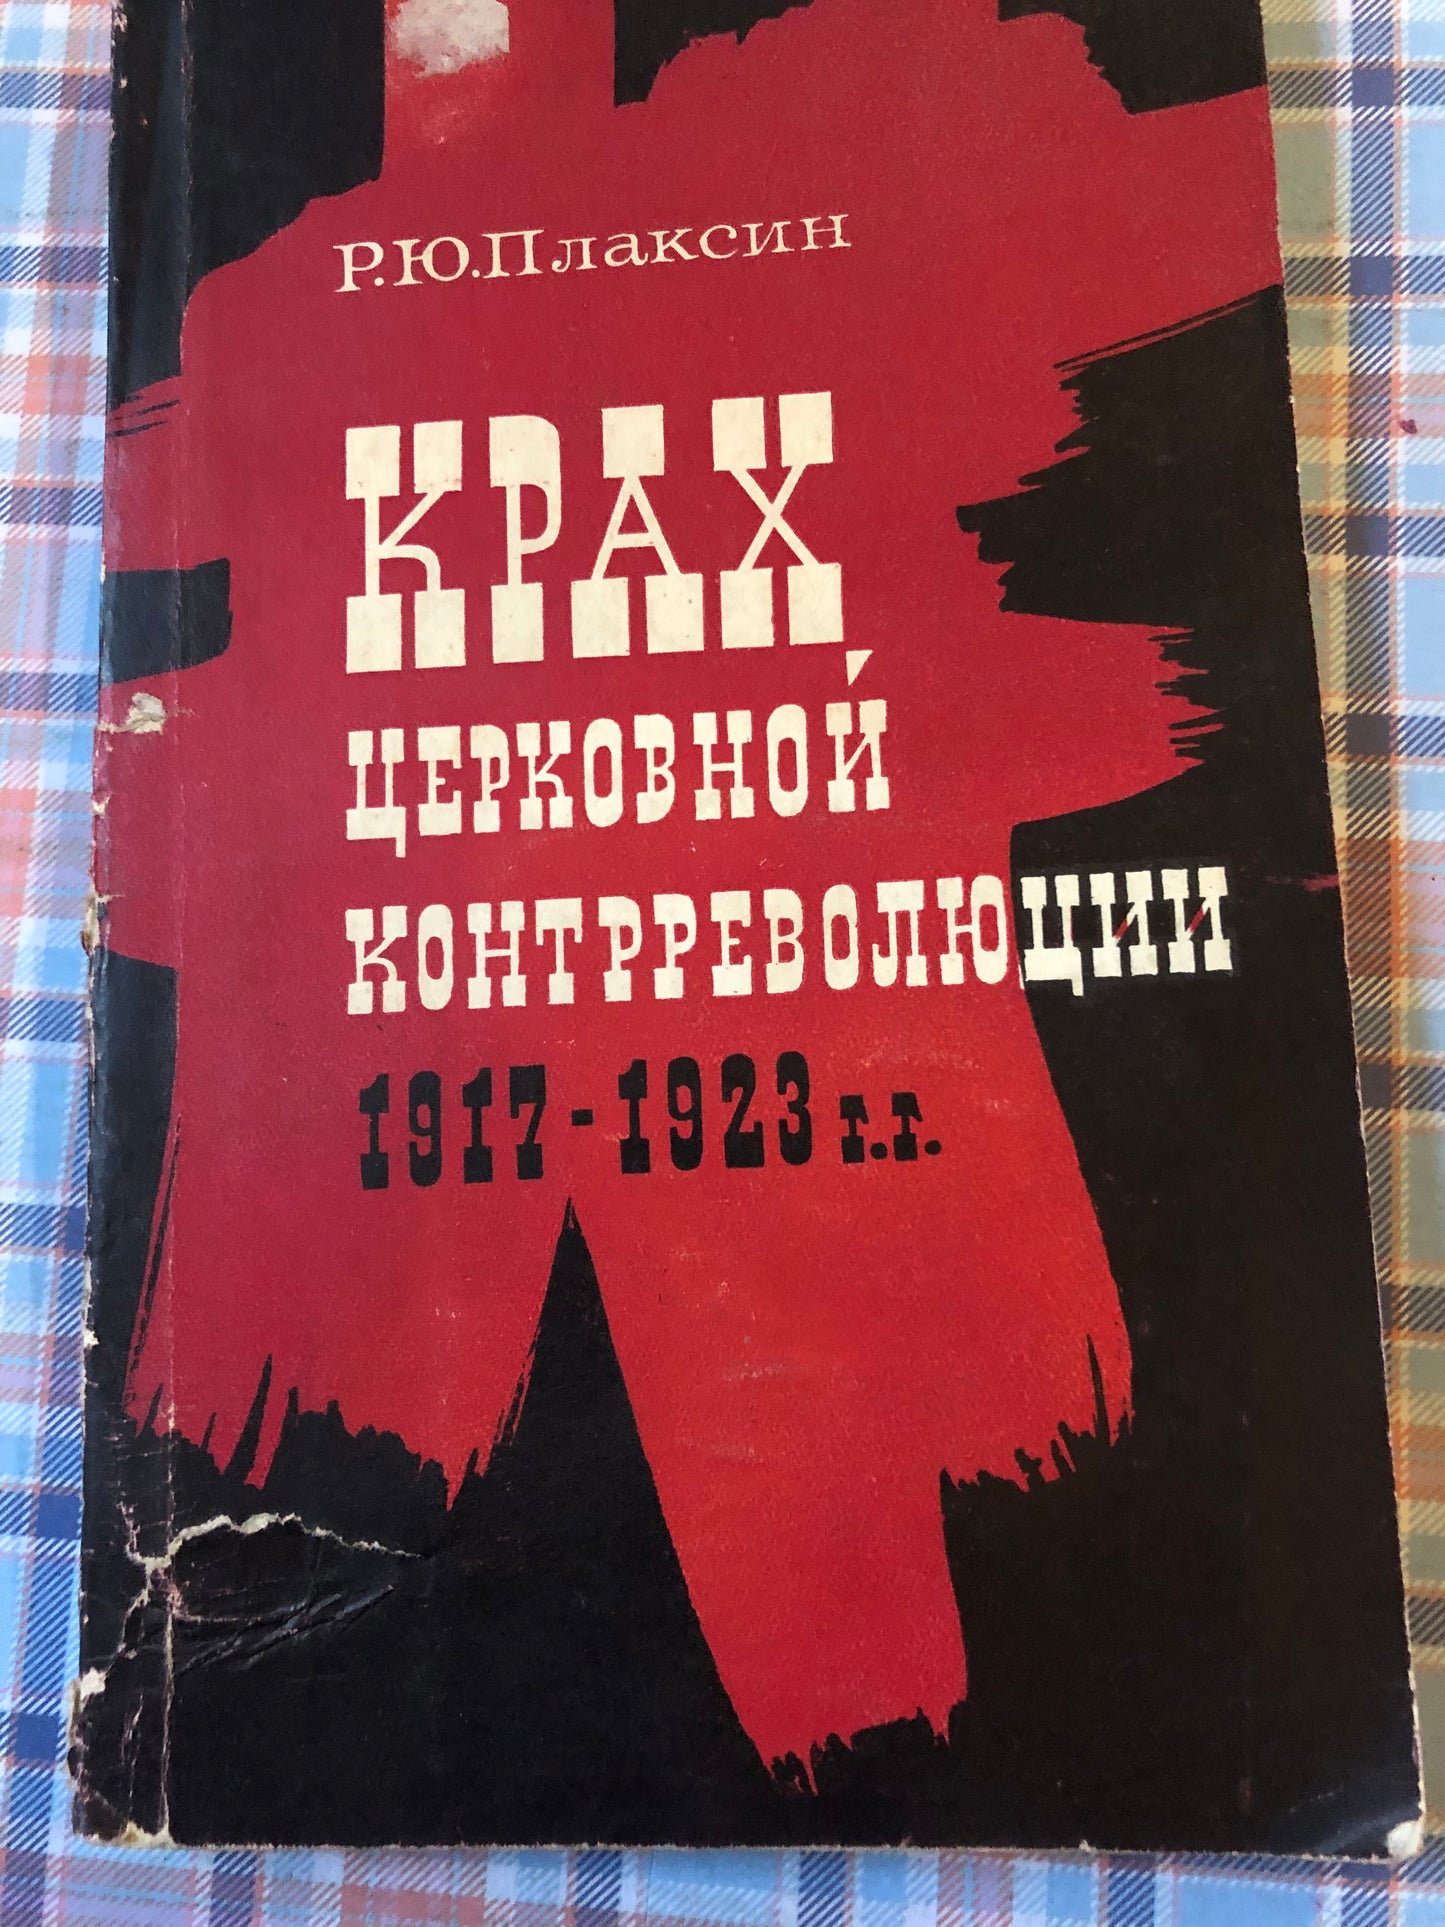 Р.Ю.Плаксин
КРАХ
ЦЕРКОВНОЙ
КОНТРРЕВОЛЮЦИИ
1917-1923 г.г.